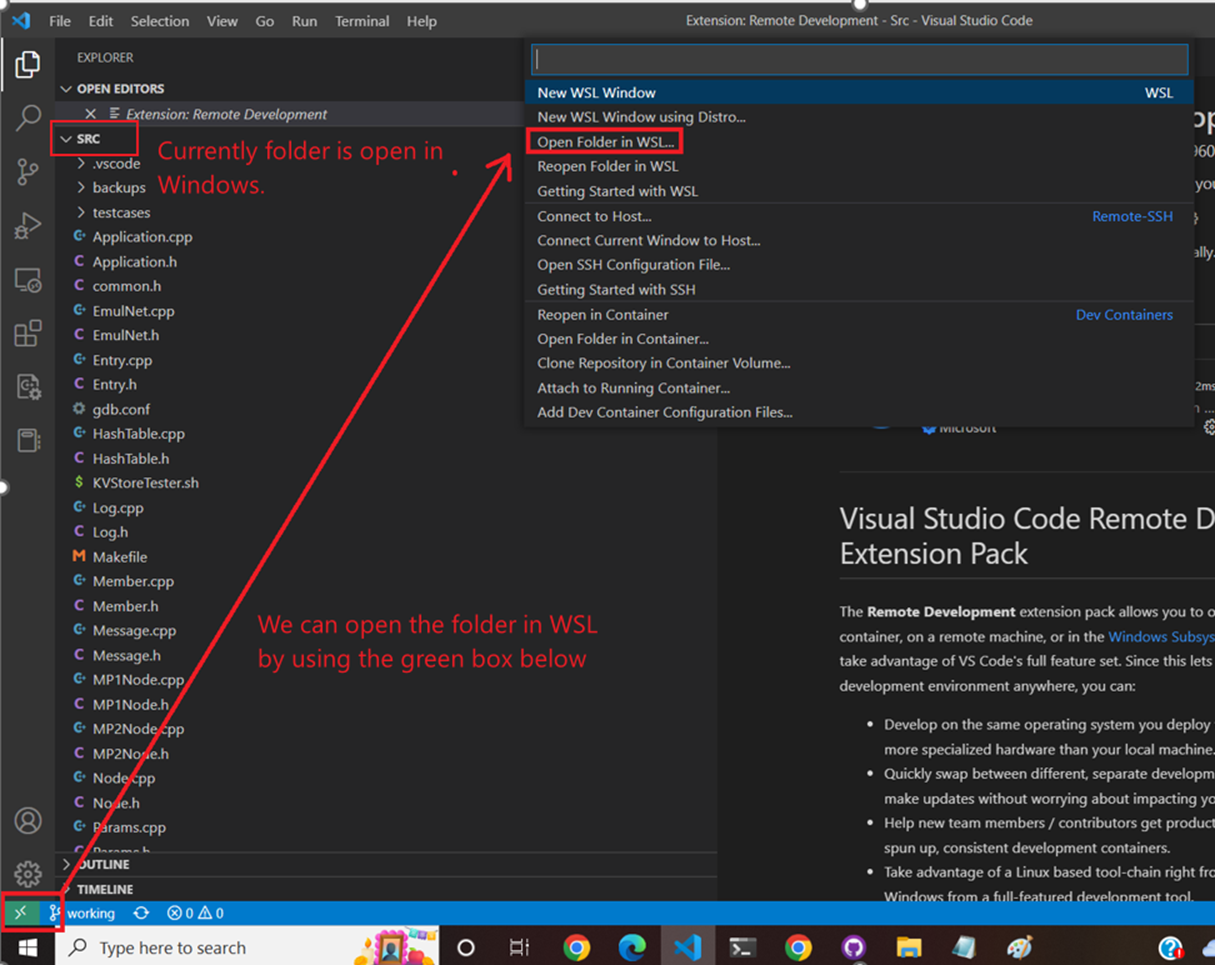 File Edit Selection View Go Run Terminal Help
Extension: Remote Development - Src - Visual Studio Code
EXPLORER
OPEN EDITORS
Extension: Remote Development
SRC
Currently folder is open in
Windows.
.vscode
backups
testcases
Application.cpp
Application.h
common.h
EmulNet.cpp
EmulNet.h
Entry.cpp
Entry.h
gdb.conf
HashTable.cpp
HashTable.h
KVStoreTester.sh
Log.cpp
Log.h
Makefile
Member.cpp
Member.h
Message.cpp
Message.h
MP1Node.cpp
MP1Node.h
MP2Node.cpp
MP2Node.h
Node.cpp
Node.h
Params.cpp
Params.h
We can open the folder in WSL
by using the green box below
OUTLINE
TIMELINE
New WSL Window WSL
New WSL Window using Distro...
Open Folder in WSL...
Reopen Folder in WSL
Getting Started with WSL
Connect to Host... Remote-SSH
Connect Current Window to Host...
Open SSH Configuration File...
Getting Started with SSH
Reopen in Container Dev Containers
Open Folder in Container...
Clone Repository in Container Volume...
Attach to Running Container...
Add Dev Container Configuration Files...
Microsoft
Visual Studio Code Remote D
Extension Pack
The Remote Development extension pack allows you to o
container, on a remote machine, or in the Windows Subsys
take advantage of VS Code's full feature set. Since this lets
development environment anywhere, you can:
Develop on the same operating system you deploy
more specialized hardware than your local machine.
Quickly swap between different, separate developm
make updates without worrying about impacting yo
Help new team members / contributors get product
spun up, consistent development containers.
Take advantage of a Linux based tool-chain right fro
Windows from a full-featured development tool.
working 0 0
Type here to search